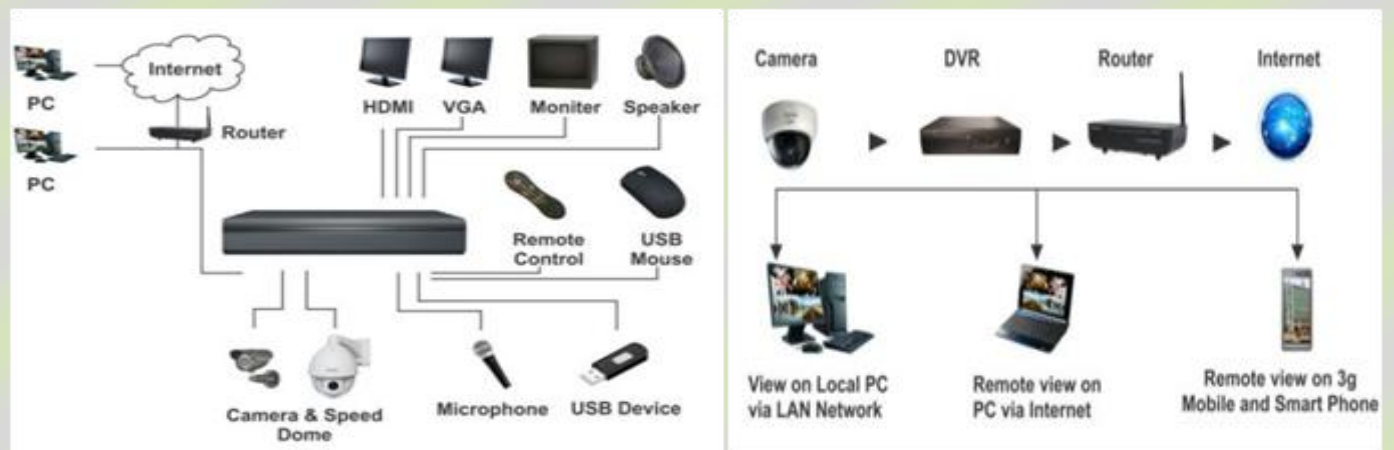 Internet
PC
Router
PC
HDMI
VGA
Moniter
Speaker
Remote
Control
USB
Mouse
Camera & Speed
Dome
Microphone
USB Device
Camera
DVR
Router
Internet
View on Local PC
via LAN Network
Remote view on
PC via Internet
Remote view on 3g
Mobile and Smart Phone